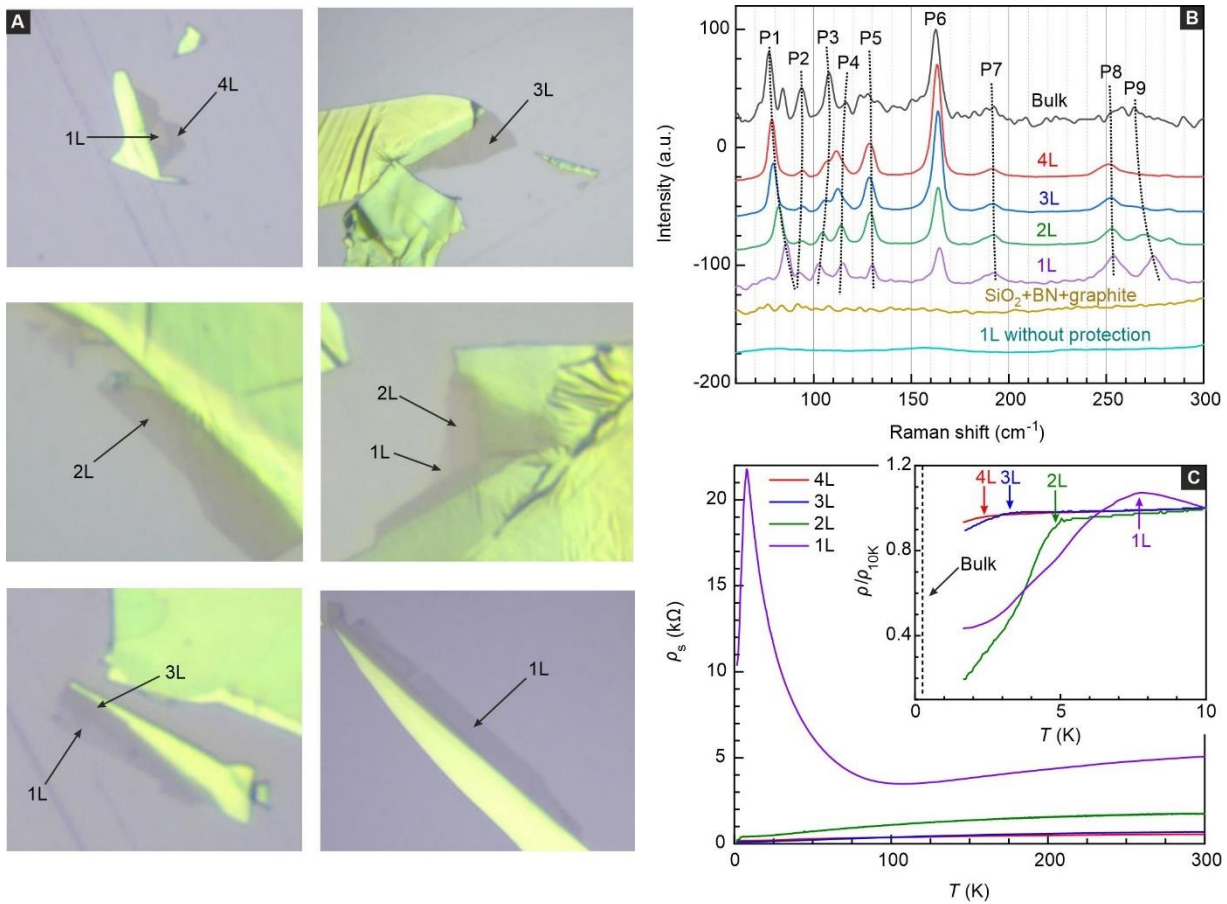 A
4L
1L
3L
2L
2L
1L
3L
1L
1L
B
P1
P2
P3
P4
P5
P6
P7
P8
P9
Bulk
4L
3L
2L
1L
SiO₂+BN+graphite
1L without protection
100
0
-100
-200
Intensity (a.u.)
100
150
200
250
300
Raman shift (cm⁻¹)
C
4L
3L
2L
1L
20
15
10
5
0
ρs (kΩ)
0
100
200
300
T (K)
1.2
0.8
0.4
ρ/ρ10K
4L
3L
2L
1L
Bulk
0
5
10
T (K)